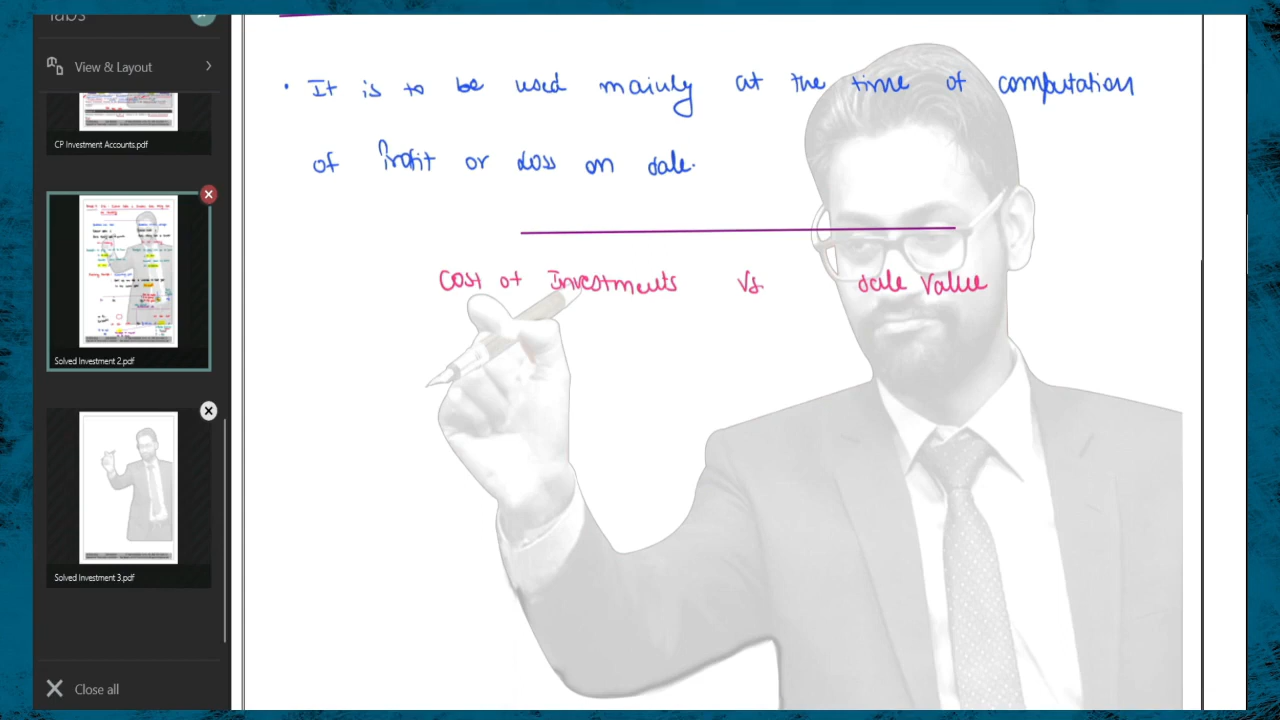 Tabs
View & Layout
CP Investment Accounts.pdf
Solved Investment 2.pdf
Solved Investment 3.pdf
Close all
• It is to be used mainly at the time of computation
of Profit or Loss on Sale.
Cost of Investments Vs Sale Value